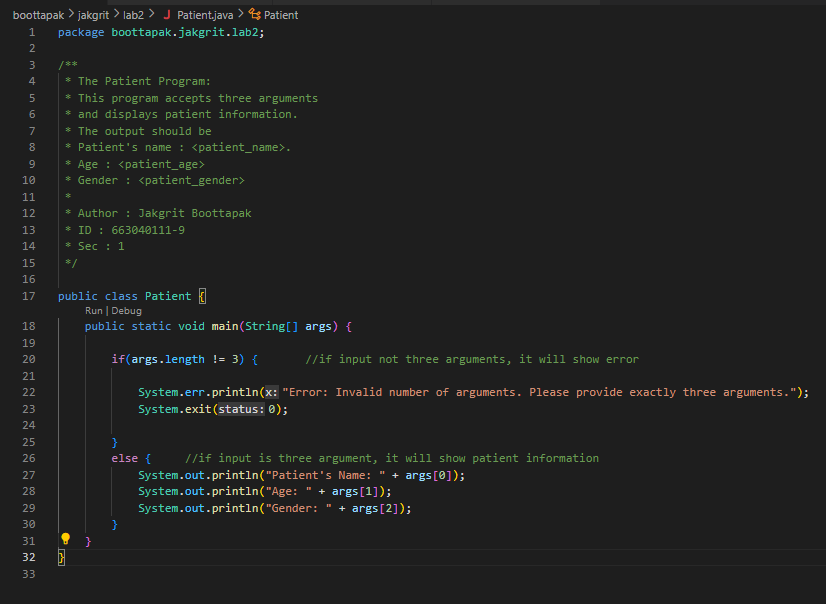 boottapak > jakgrit > lab2 > J Patient.java > Patient
1 package boottapak.jakgrit.lab2;
2
3 /**
4 * The Patient Program:
5 * This program accepts three arguments
6 * and displays patient information.
7 * The output should be
8 * Patient's name : <patient_name>.
9 * Age : <patient_age>
10 * Gender : <patient_gender>
11 *
12 * Author : Jakgrit Boottapak
13 * ID : 663040111-9
14 * Sec : 1
15 */
16
17 public class Patient {
Run | Debug
18 public static void main(String[] args) {
19
20 if(args.length != 3) { //if input not three arguments, it will show error
21
22 System.err.println(x: "Error: Invalid number of arguments. Please provide exactly three arguments.");
23 System.exit(status: 0);
24
25 }
26 else { //if input is three argument, it will show patient information
27 System.out.println("Patient's Name: " + args[0]);
28 System.out.println("Age: " + args[1]);
29 System.out.println("Gender: " + args[2]);
30 }
31 }
32 }
33